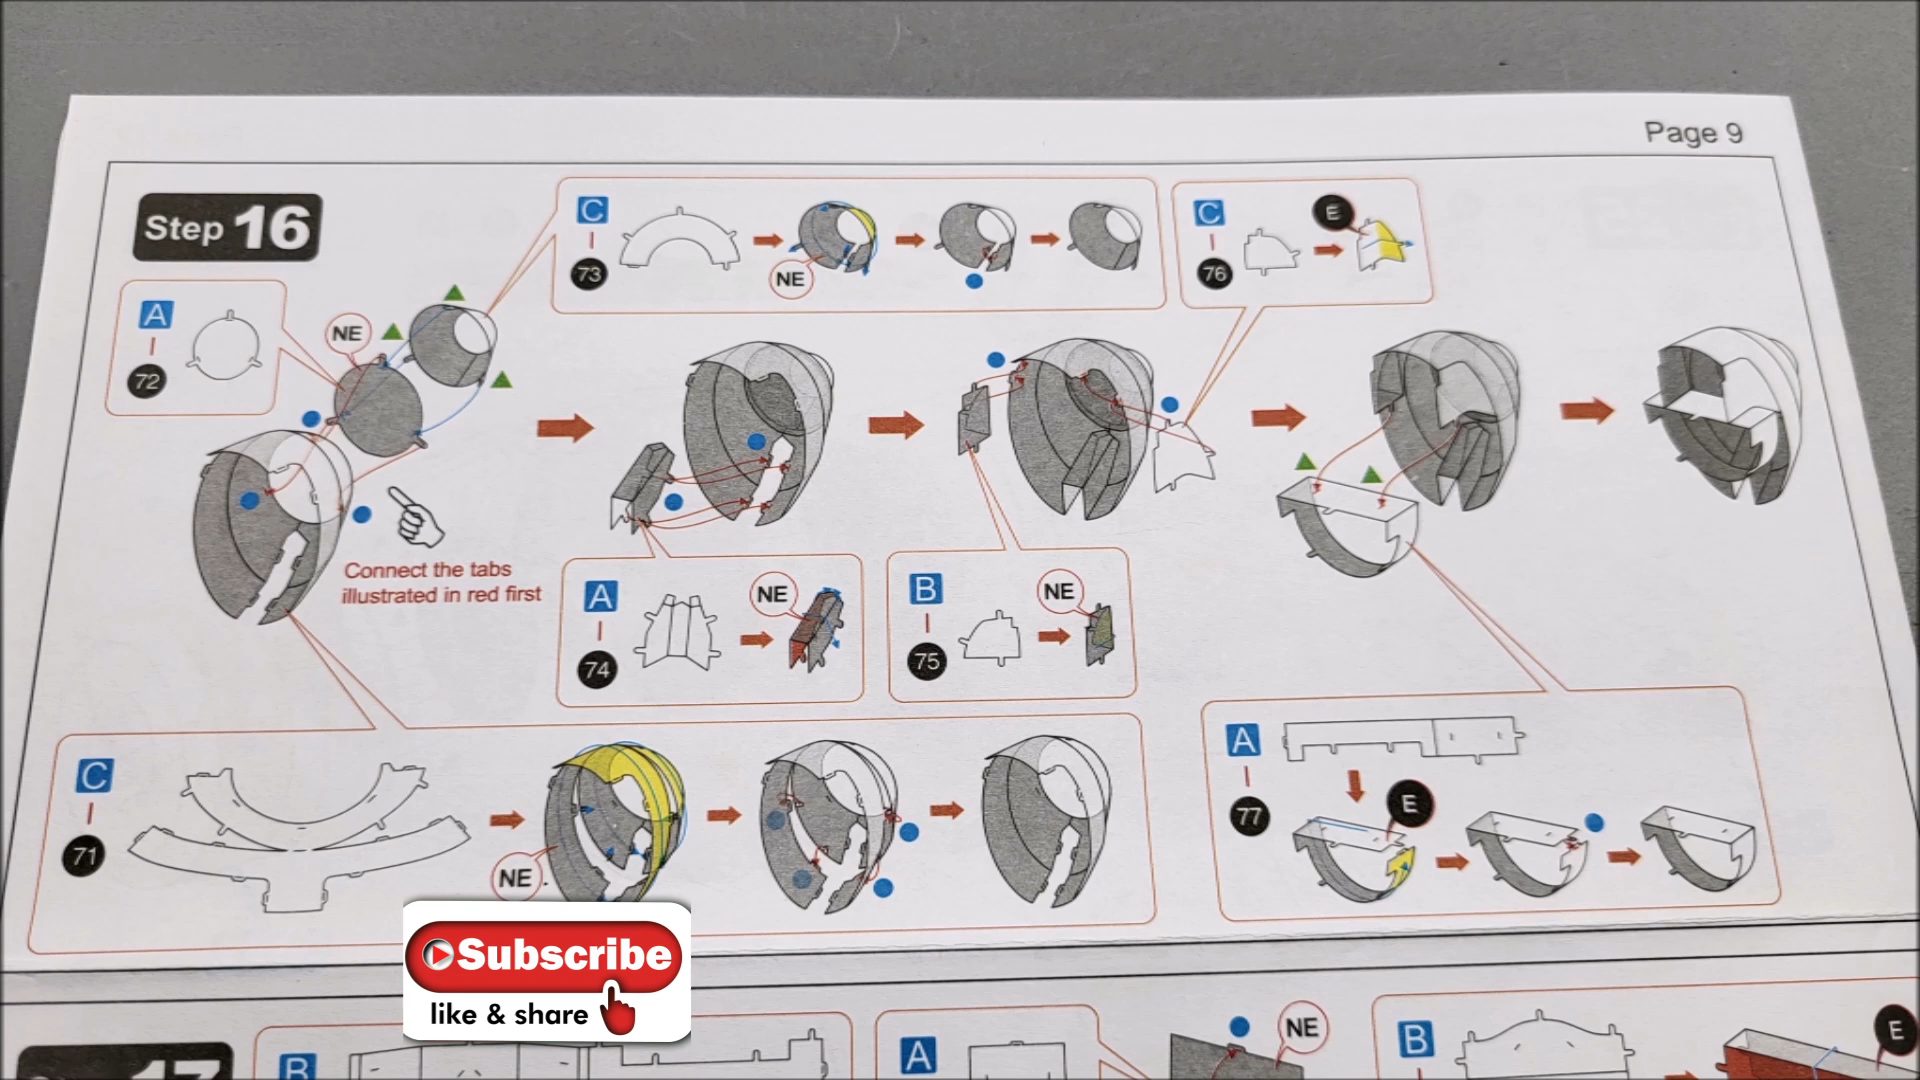 Page 9
Step 16
C
73
NE
C
76
E
A
72
NE
Connect the tabs
illustrated in red first
A
74
NE
B
75
NE
C
71
NE
A
77
E
Subscribe
like & share
17
B
A
NE
B
E